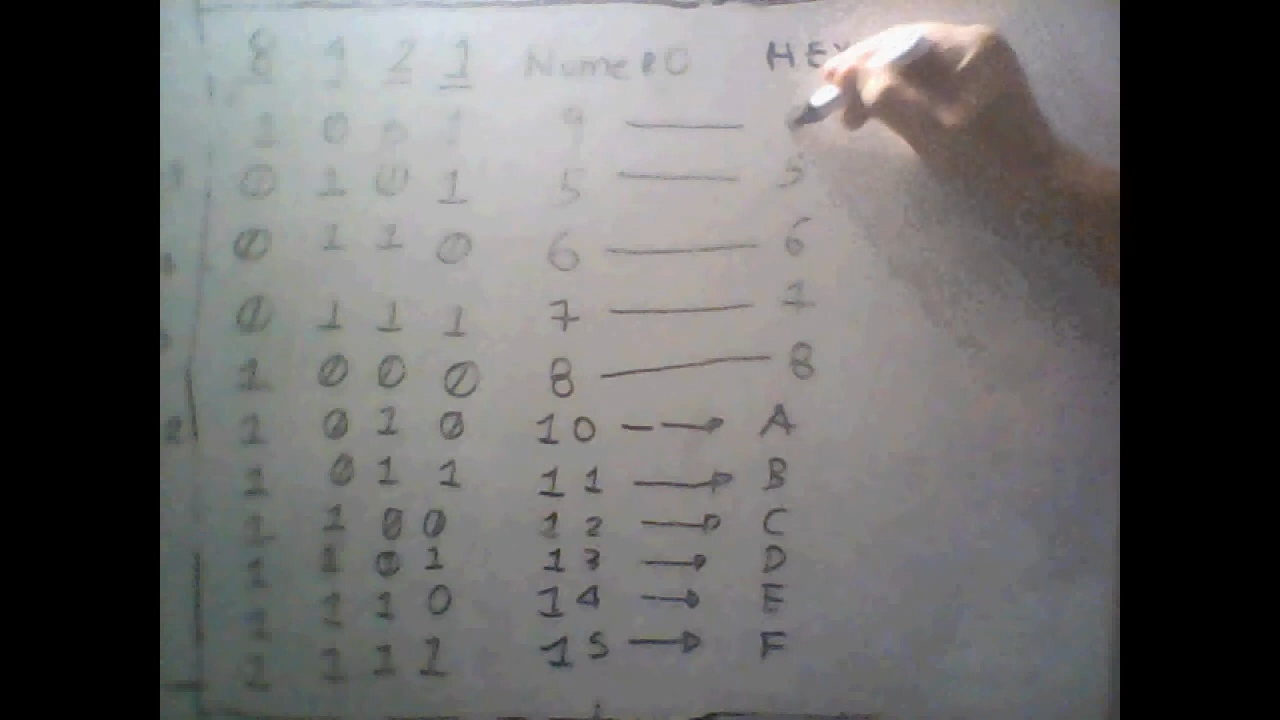 8 4 2 1 Numero HEX
1 0 0 1 9
0 1 0 1 5 5
0 1 1 0 6 6
0 1 1 1 7 7
1 0 0 0 8 8
1 0 1 0 10 → A
1 0 1 1 11 → B
1 1 0 0 12 → C
1 1 0 1 13 → D
1 1 1 0 14 → E
1 1 1 1 15 → F